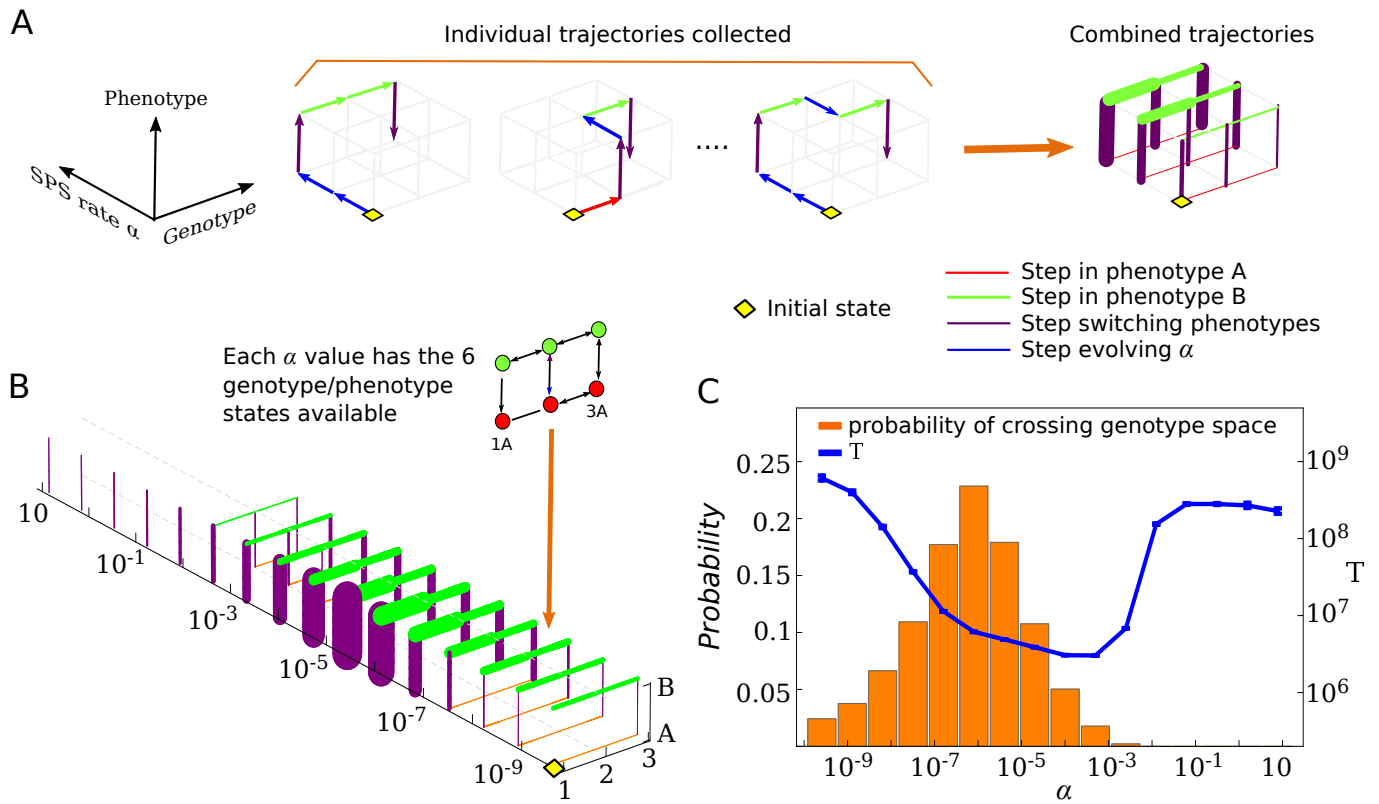 A
Individual trajectories collected
Combined trajectories
Phenotype
SPS rate α
Genotype
....
Step in phenotype A
Step in phenotype B
Step switching phenotypes
Step evolving α
Initial state
Each α value has the 6
genotype/phenotype
states available
1A
3A
B
10
10⁻¹
10⁻³
10⁻⁵
10⁻⁷
10⁻⁹
B
A
1
2
3
C
probability of crossing genotype space
T
0.25
0.2
0.15
0.1
0.05
Probability
10⁹
10⁸
10⁷
10⁶
T
10⁻⁹
10⁻⁷
10⁻⁵
10⁻³
10⁻¹
10
α